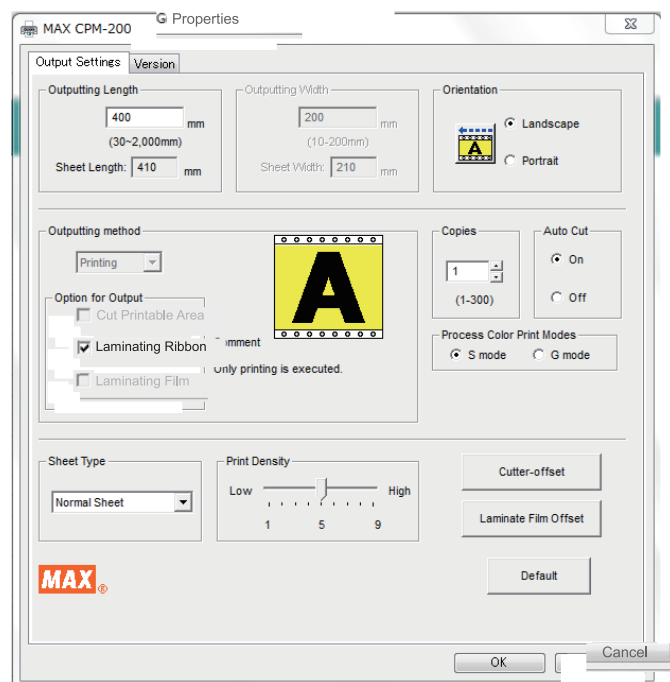 MAX CPM-200 G Properties
Output Settings Version
Outputting Length
400 mm
(30~2,000mm)
Sheet Length: 410 mm
Outputting Width
200 mm
(10-200mm)
Sheet Width: 210 mm
Orientation
A
Landscape
Portrait
Outputting method
Printing
Option for Output
Cut Printable Area
Laminating Ribbon
Laminating Film
A
mment
Only printing is executed.
Copies
1
(1-300)
Auto Cut
On
Off
Process Color Print Modes
S mode G mode
Sheet Type
Normal Sheet
Print Density
Low High
1 5 9
Cutter-offset
Laminate Film Offset
Default
MAX ®
OK Cancel